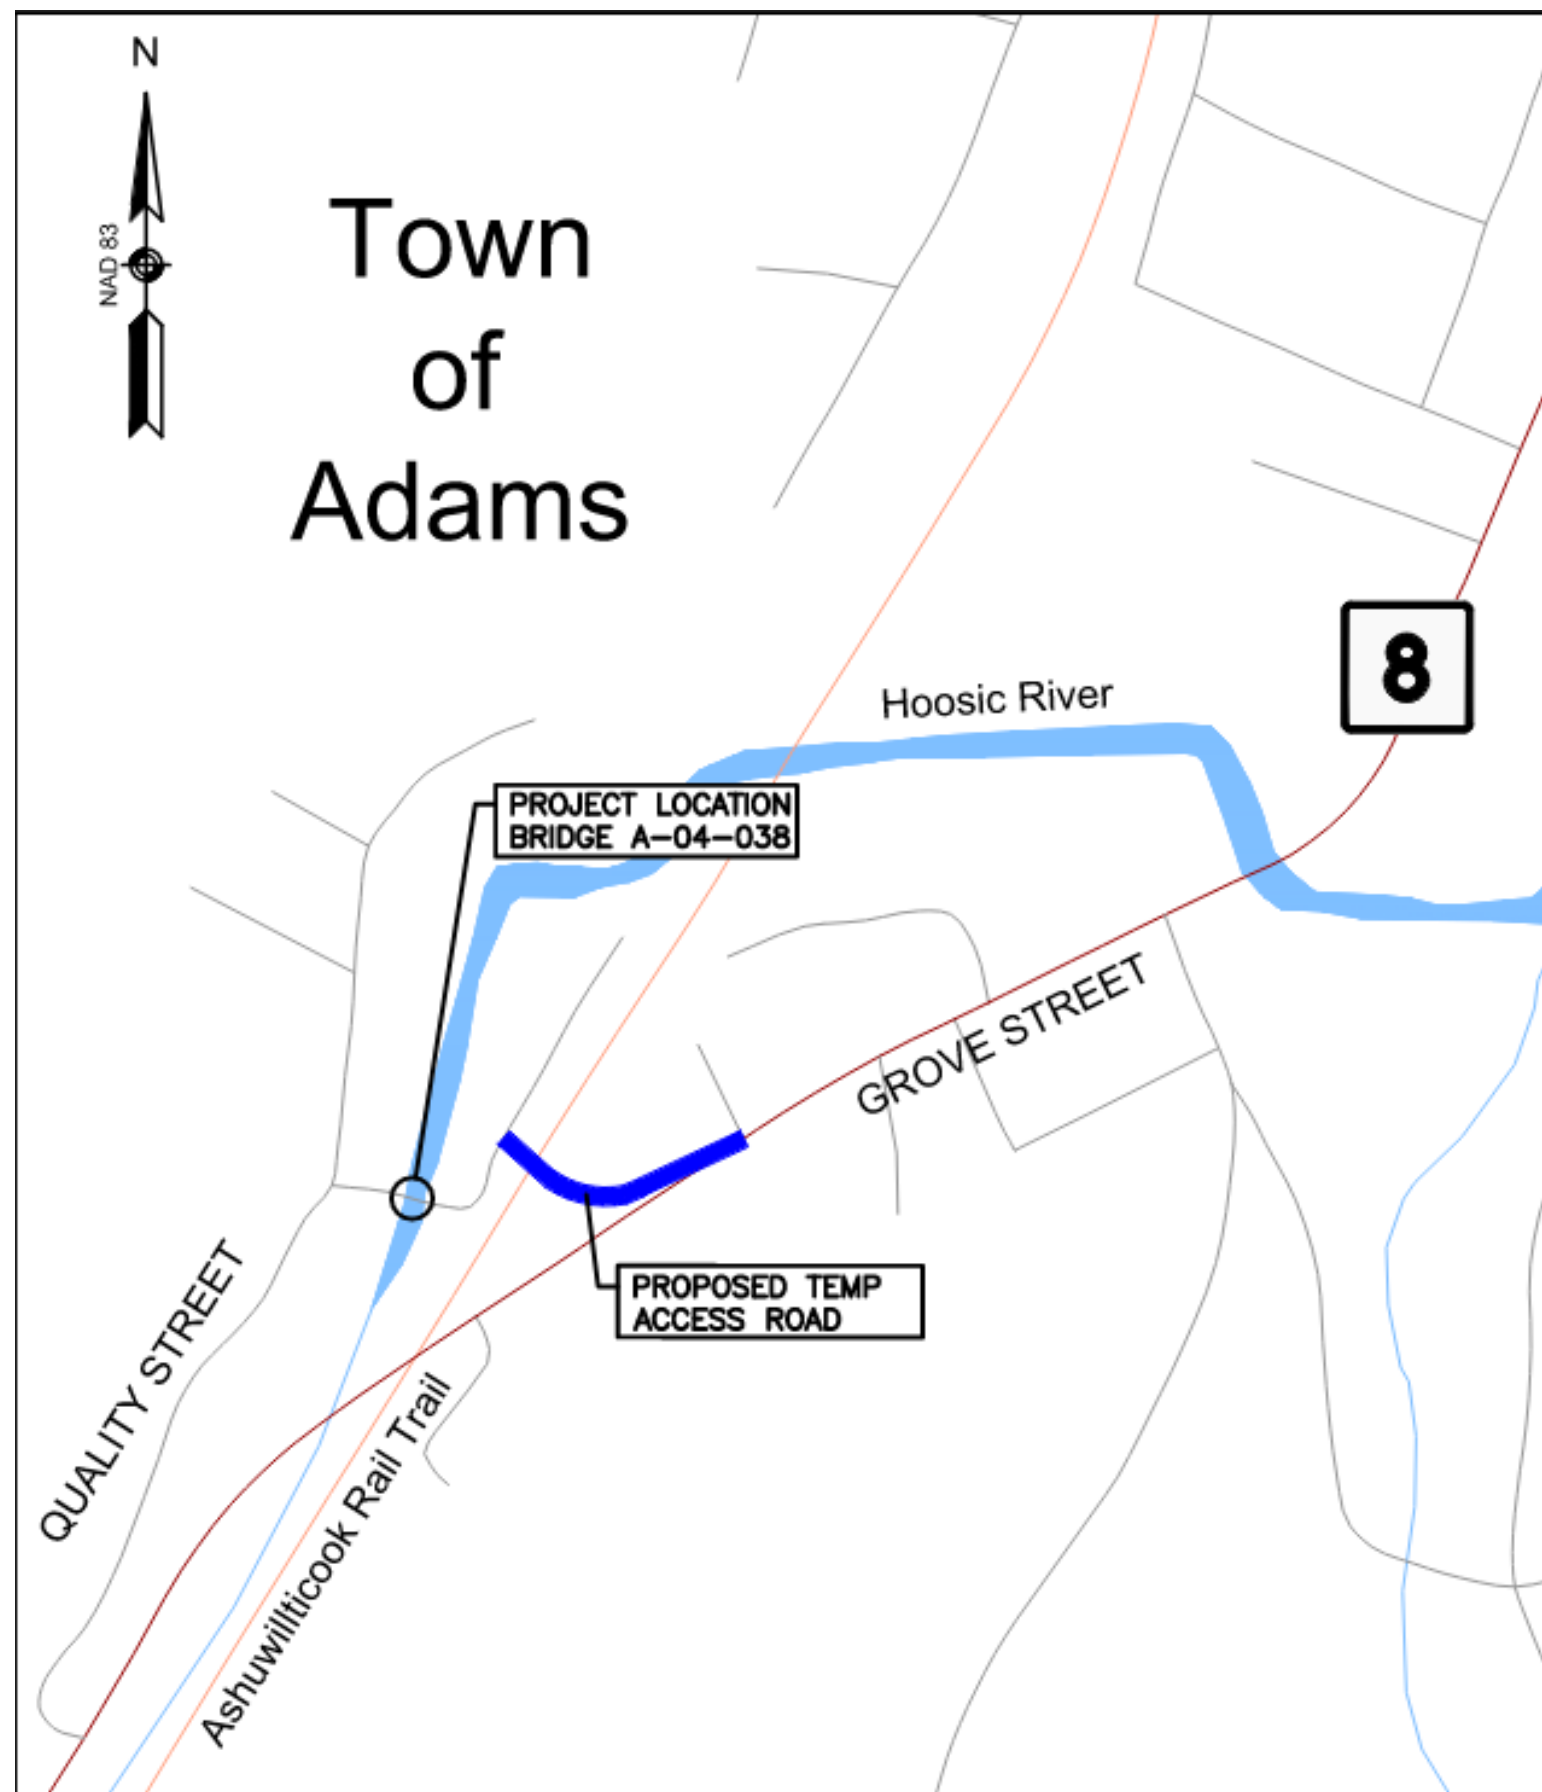 N
NAD 83
Town
of
Adams
8
Hoosic River
PROJECT LOCATION
BRIDGE A-04-038
GROVE STREET
PROPOSED TEMP
ACCESS ROAD
QUALITY STREET
Ashuwillticook Rail Trail